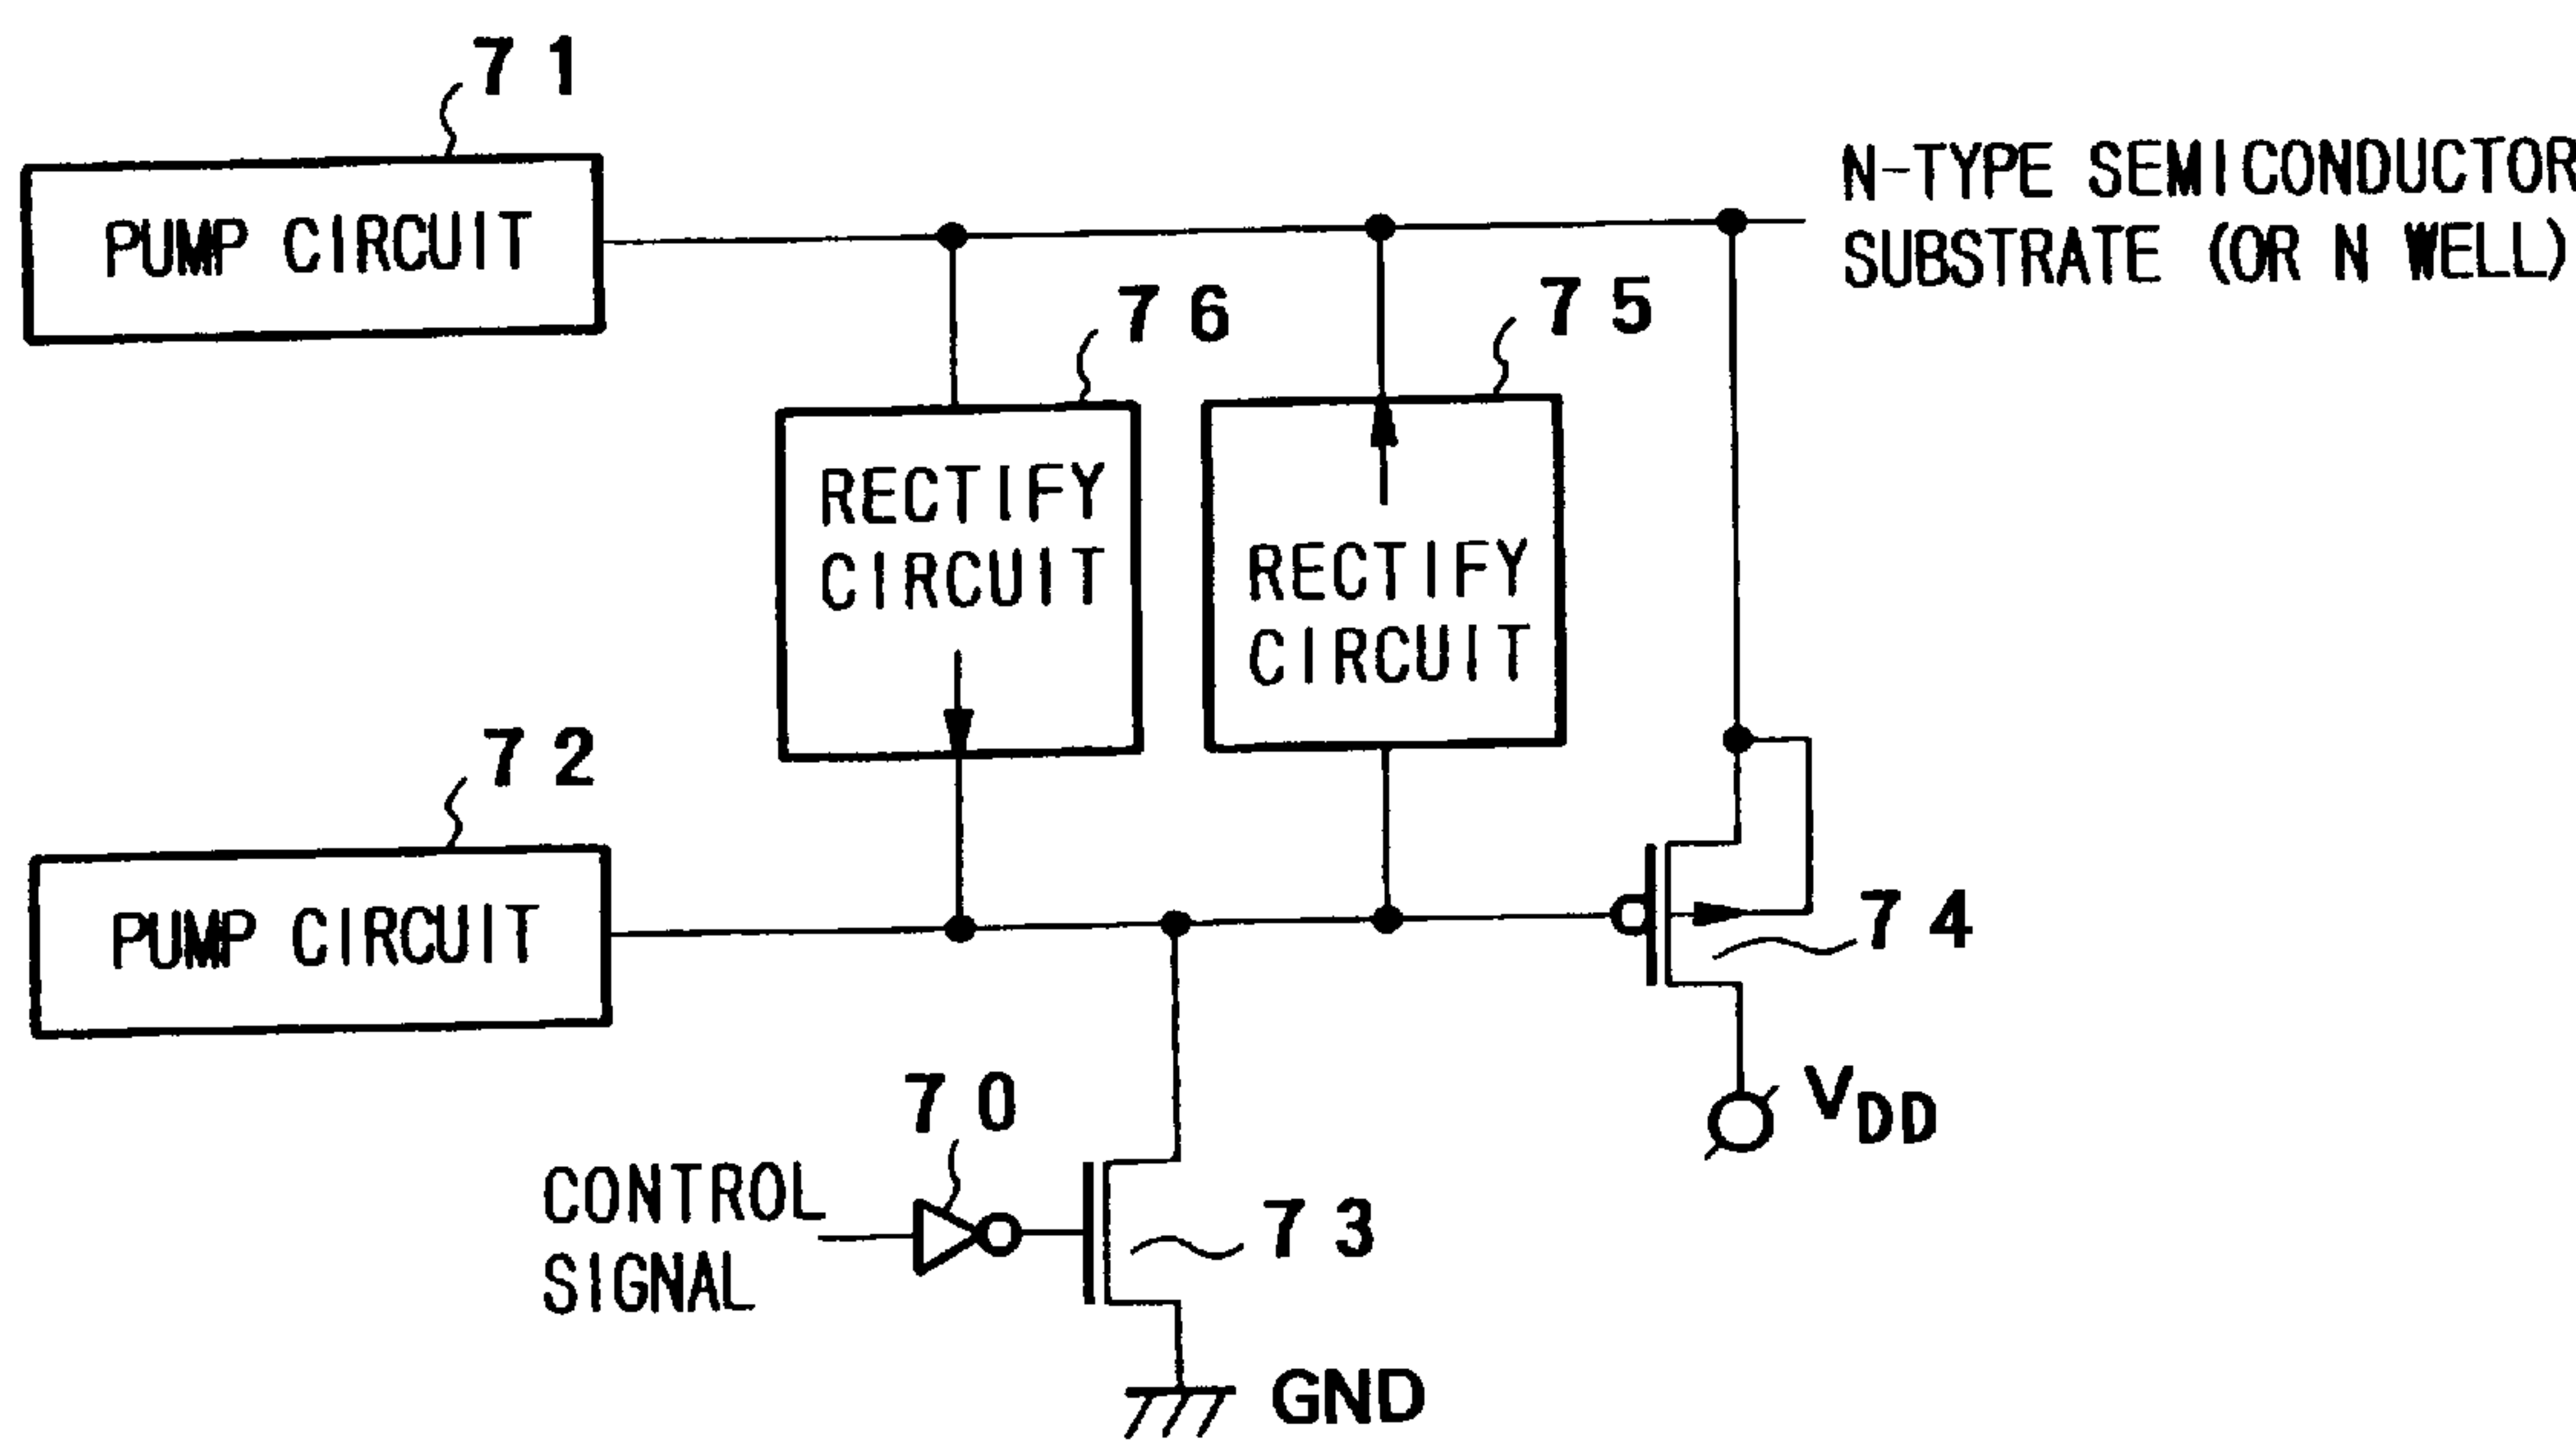 71
PUMP CIRCUIT
N-TYPE SEMICONDUCTOR
SUBSTRATE (OR N WELL)
76
75
RECTIFY
CIRCUIT
RECTIFY
CIRCUIT
72
PUMP CIRCUIT
74
VDD
70
CONTROL
SIGNAL
73
GND